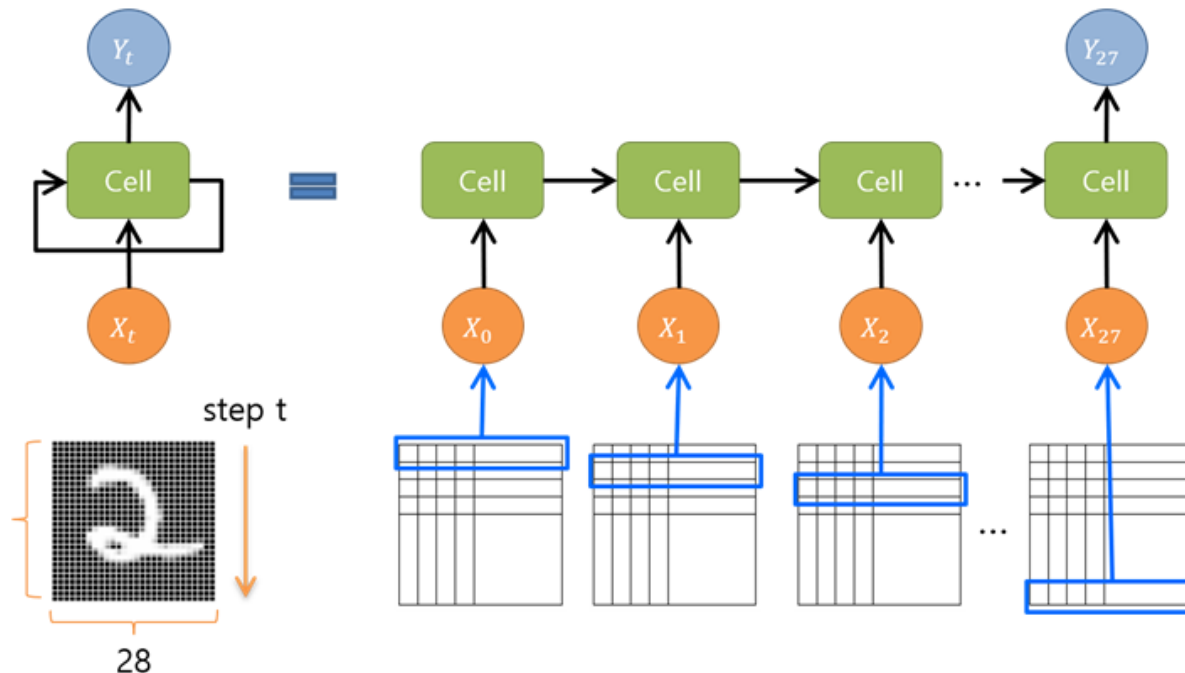 Y_t
Y_27
Cell
Cell
Cell
Cell
...
Cell
X_t
X_0
X_1
X_2
X_27
step t
...
28